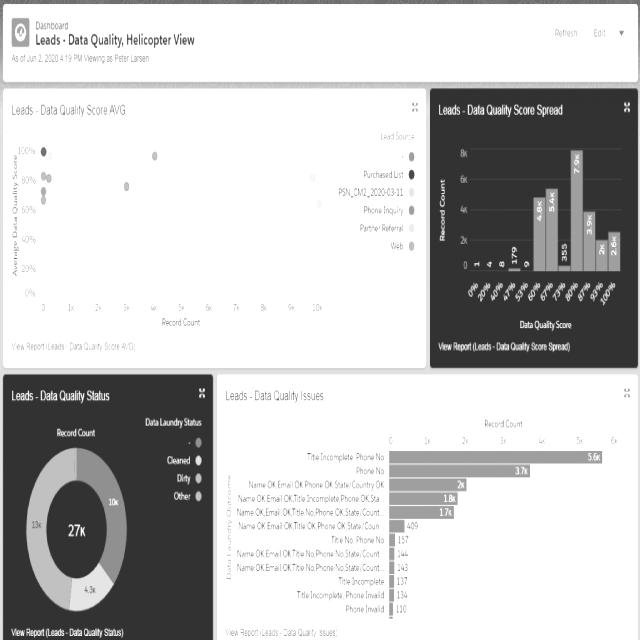 Dashboard
Leads - Data Quality, Helicopter View
As of Jun 2, 2020 4:19 PM Viewing as Peter Larsen
Refresh
Edit
Leads - Data Quality Score AVG
Average Data Quality Score
100%
80%
60%
40%
20%
0%
0 1k 2k 3k 4k 5k 6k 7k 8k 9k 10k
Record Count
Lead Source
-
Purchased List
PSN_CM2_2020-03-11
Phone Inquiry
Partner Referral
Web
View Report (Leads - Data Quality Score AVG)
Leads - Data Quality Score Spread
Record Count
8k
6k
4k
2k
0
1 4 8 179 9 4.8k 5.4k 355 7.9k 3.9k 2k 2.6k
0% 20% 40% 47% 53% 60% 67% 73% 80% 87% 93% 100%
Data Quality Score
View Report (Leads - Data Quality Score Spread)
Leads - Data Quality Status
Data Laundry Status
-
Cleaned
Dirty
Other
Record Count
10k
13k
27k
4.3k
View Report (Leads - Data Quality Status)
Leads - Data Quality Issues
Record Count
0 1k 2k 3k 4k 5k 6k
Data Laundry Outcome
Title Incomplete, Phone No 5.6k
Phone No 3.7k
Name OK,Email OK,Phone OK,State/Country OK 2k
Name OK,Email OK,Title Incomplete,Phone OK,Sta... 1.8k
Name OK,Email OK,Title No,Phone OK,State/Count... 1.7k
Name OK,Email OK,Title OK,Phone OK,State/Coun... 409
Title No, Phone No 157
Name OK,Email OK,Title No,Phone No,State/Count... 144
Name OK,Email OK,Title No,Phone No,State/Count... 143
Title Incomplete 137
Title Incomplete, Phone Invalid 134
Phone Invalid 110
View Report (Leads - Data Quality Issues)